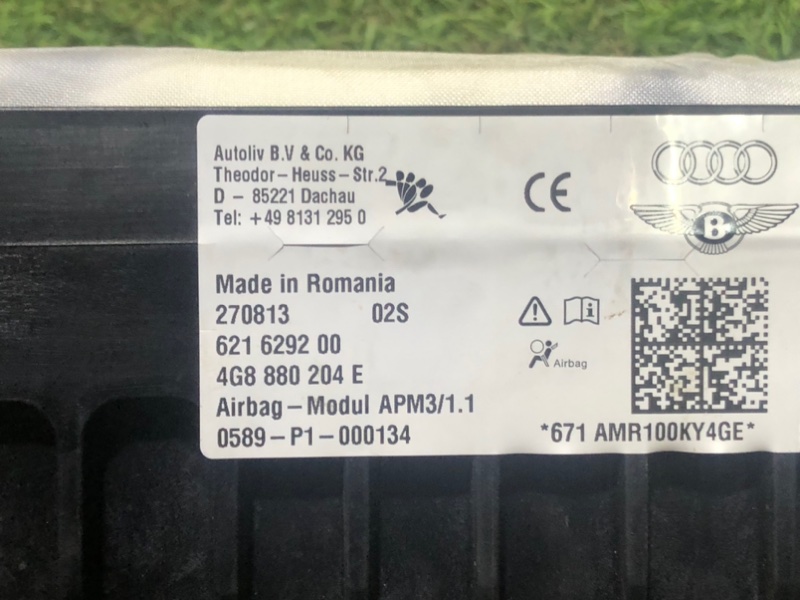 Autoliv B.V & Co. KG
Theodor-Heuss-Str.2
D - 85221 Dachau
Tel: +49 8131 295 0
CE
B
Made in Romania
270813 02S
621 6292 00
4G8 880 204 E
Airbag-Modul APM3/1.1
0589-P1-000134
i
Airbag
*671 AMR100KY4GE*